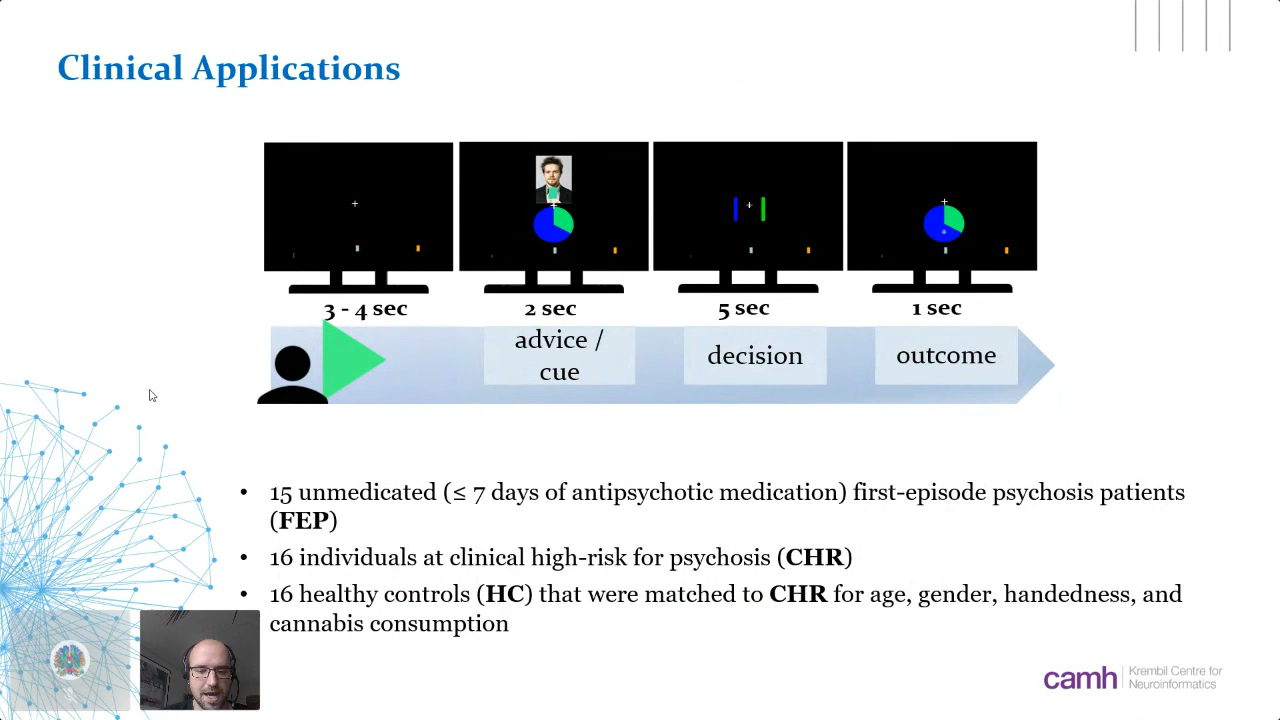 Clinical Applications
3 - 4 sec
2 sec
5 sec
1 sec
advice /
cue
decision
outcome
• 15 unmedicated (≤ 7 days of antipsychotic medication) first-episode psychosis patients
(FEP)
• 16 individuals at clinical high-risk for psychosis (CHR)
• 16 healthy controls (HC) that were matched to CHR for age, gender, handedness, and
cannabis consumption
camh
Krembil Centre for
Neuroinformatics